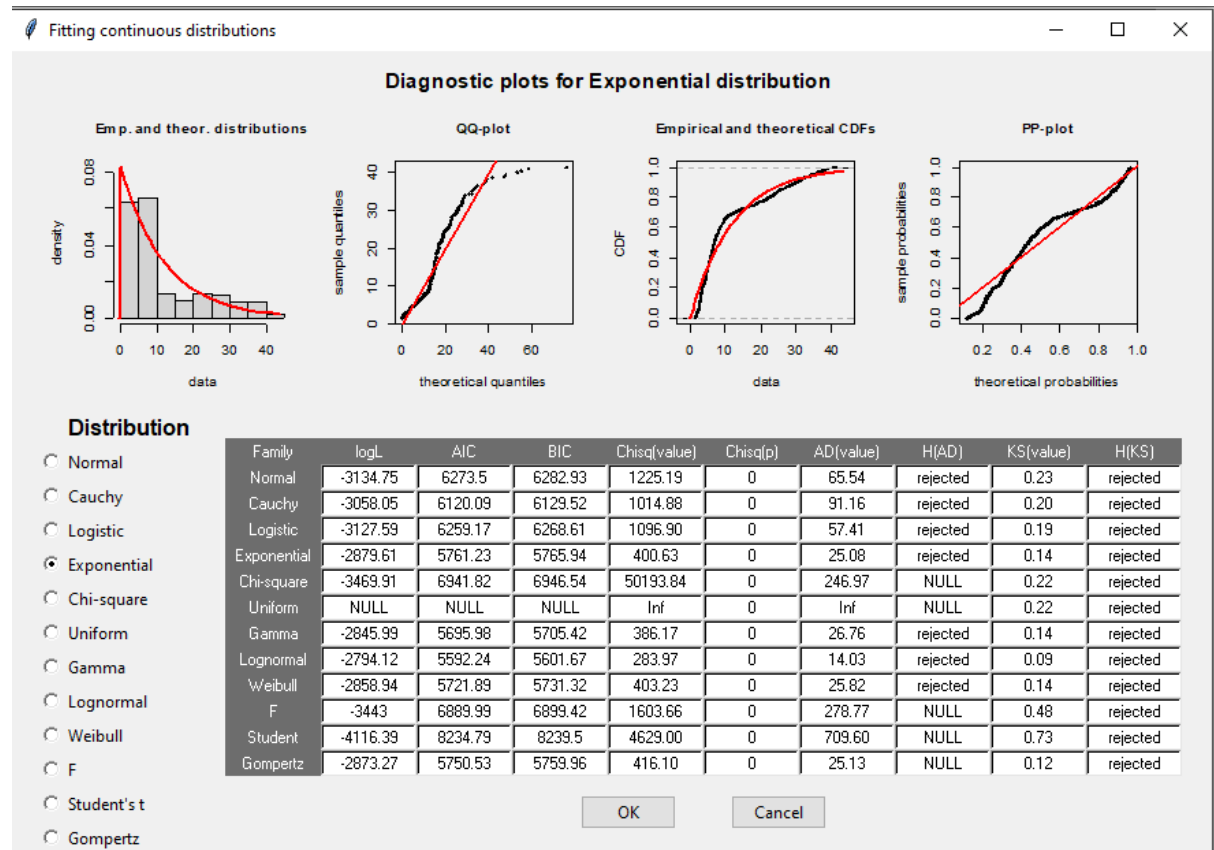 Fitting continuous distributions
Diagnostic plots for Exponential distribution
Emp. and theor. distributions
QQ-plot
Empirical and theoretical CDFs
PP-plot
density
0.00 0.04 0.08
0 10 20 30 40
data
sample quantiles
0 10 20 30 40
0 20 40 60
theoretical quantiles
CDF
0.0 0.2 0.4 0.6 0.8 1.0
0 10 20 30 40
data
sample probabilities
0.0 0.2 0.4 0.6 0.8 1.0
0.2 0.4 0.6 0.8 1.0
theoretical probabilities
Distribution
Normal
Cauchy
Logistic
Exponential
Chi-square
Uniform
Gamma
Lognormal
Weibull
F
Student's t
Gompertz
Family logL AIC BIC Chisq(value) Chisq(p) AD(value) H(AD) KS(value) H(KS)
Normal -3134.75 6273.5 6282.93 1225.19 0 65.54 rejected 0.23 rejected
Cauchy -3058.05 6120.09 6129.52 1014.88 0 91.16 rejected 0.20 rejected
Logistic -3127.59 6259.17 6268.61 1096.90 0 57.41 rejected 0.19 rejected
Exponential -2879.61 5761.23 5765.94 400.63 0 25.08 rejected 0.14 rejected
Chi-square -3469.91 6941.82 6946.54 50193.84 0 246.97 NULL 0.22 rejected
Uniform NULL NULL NULL Inf 0 Inf NULL 0.22 rejected
Gamma -2845.99 5695.98 5705.42 386.17 0 26.76 rejected 0.14 rejected
Lognormal -2794.12 5592.24 5601.67 283.97 0 14.03 rejected 0.09 rejected
Weibull -2858.94 5721.89 5731.32 403.23 0 25.82 rejected 0.14 rejected
F -3443 6889.99 6899.42 1603.66 0 278.77 NULL 0.48 rejected
Student -4116.39 8234.79 8239.5 4629.00 0 709.60 NULL 0.73 rejected
Gompertz -2873.27 5750.53 5759.96 416.10 0 25.13 NULL 0.12 rejected
OK
Cancel